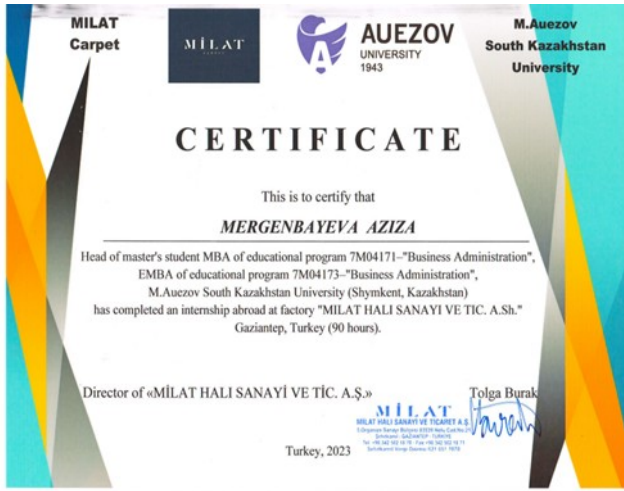 MILAT
Carpet
MİLAT
AUEZOV
UNIVERSITY
1943
M.Auezov
South Kazakhstan
University
CERTIFICATE
This is to certify that
MERGENBAYEVA AZIZA
Head of master's student MBA of educational program 7M04171–"Business Administration",
EMBA of educational program 7M04173–"Business Administration",
M.Auezov South Kazakhstan University (Shymkent, Kazakhstan)
has completed an internship abroad at factory "MILAT HALI SANAYI VE TIC. A.Sh."
Gaziantep, Turkey (90 hours).
Director of «MİLAT HALI SANAYİ VE TİC. A.Ş.»
Tolga Burak
MİLAT
MİLAT HALI SANAYİ VE TİCARET A.Ş.
Turkey, 2023